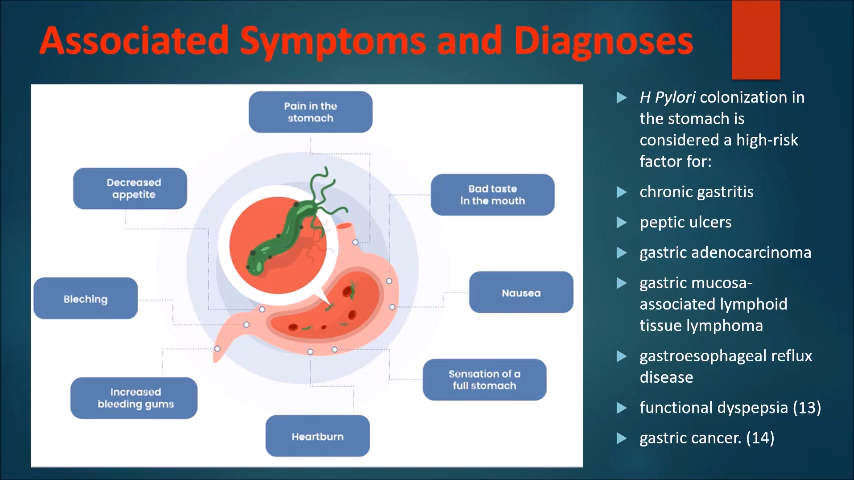 Associated Symptoms and Diagnoses
Pain in the
stomach
Decreased
appetite
Bad taste
in the mouth
Bleching
Nausea
Sensation of a
full stomach
Increased
bleeding gums
Heartburn
H Pylori colonization in
the stomach is
considered a high-risk
factor for:
chronic gastritis
peptic ulcers
gastric adenocarcinoma
gastric mucosa-
associated lymphoid
tissue lymphoma
gastroesophageal reflux
disease
functional dyspepsia (13)
gastric cancer. (14)